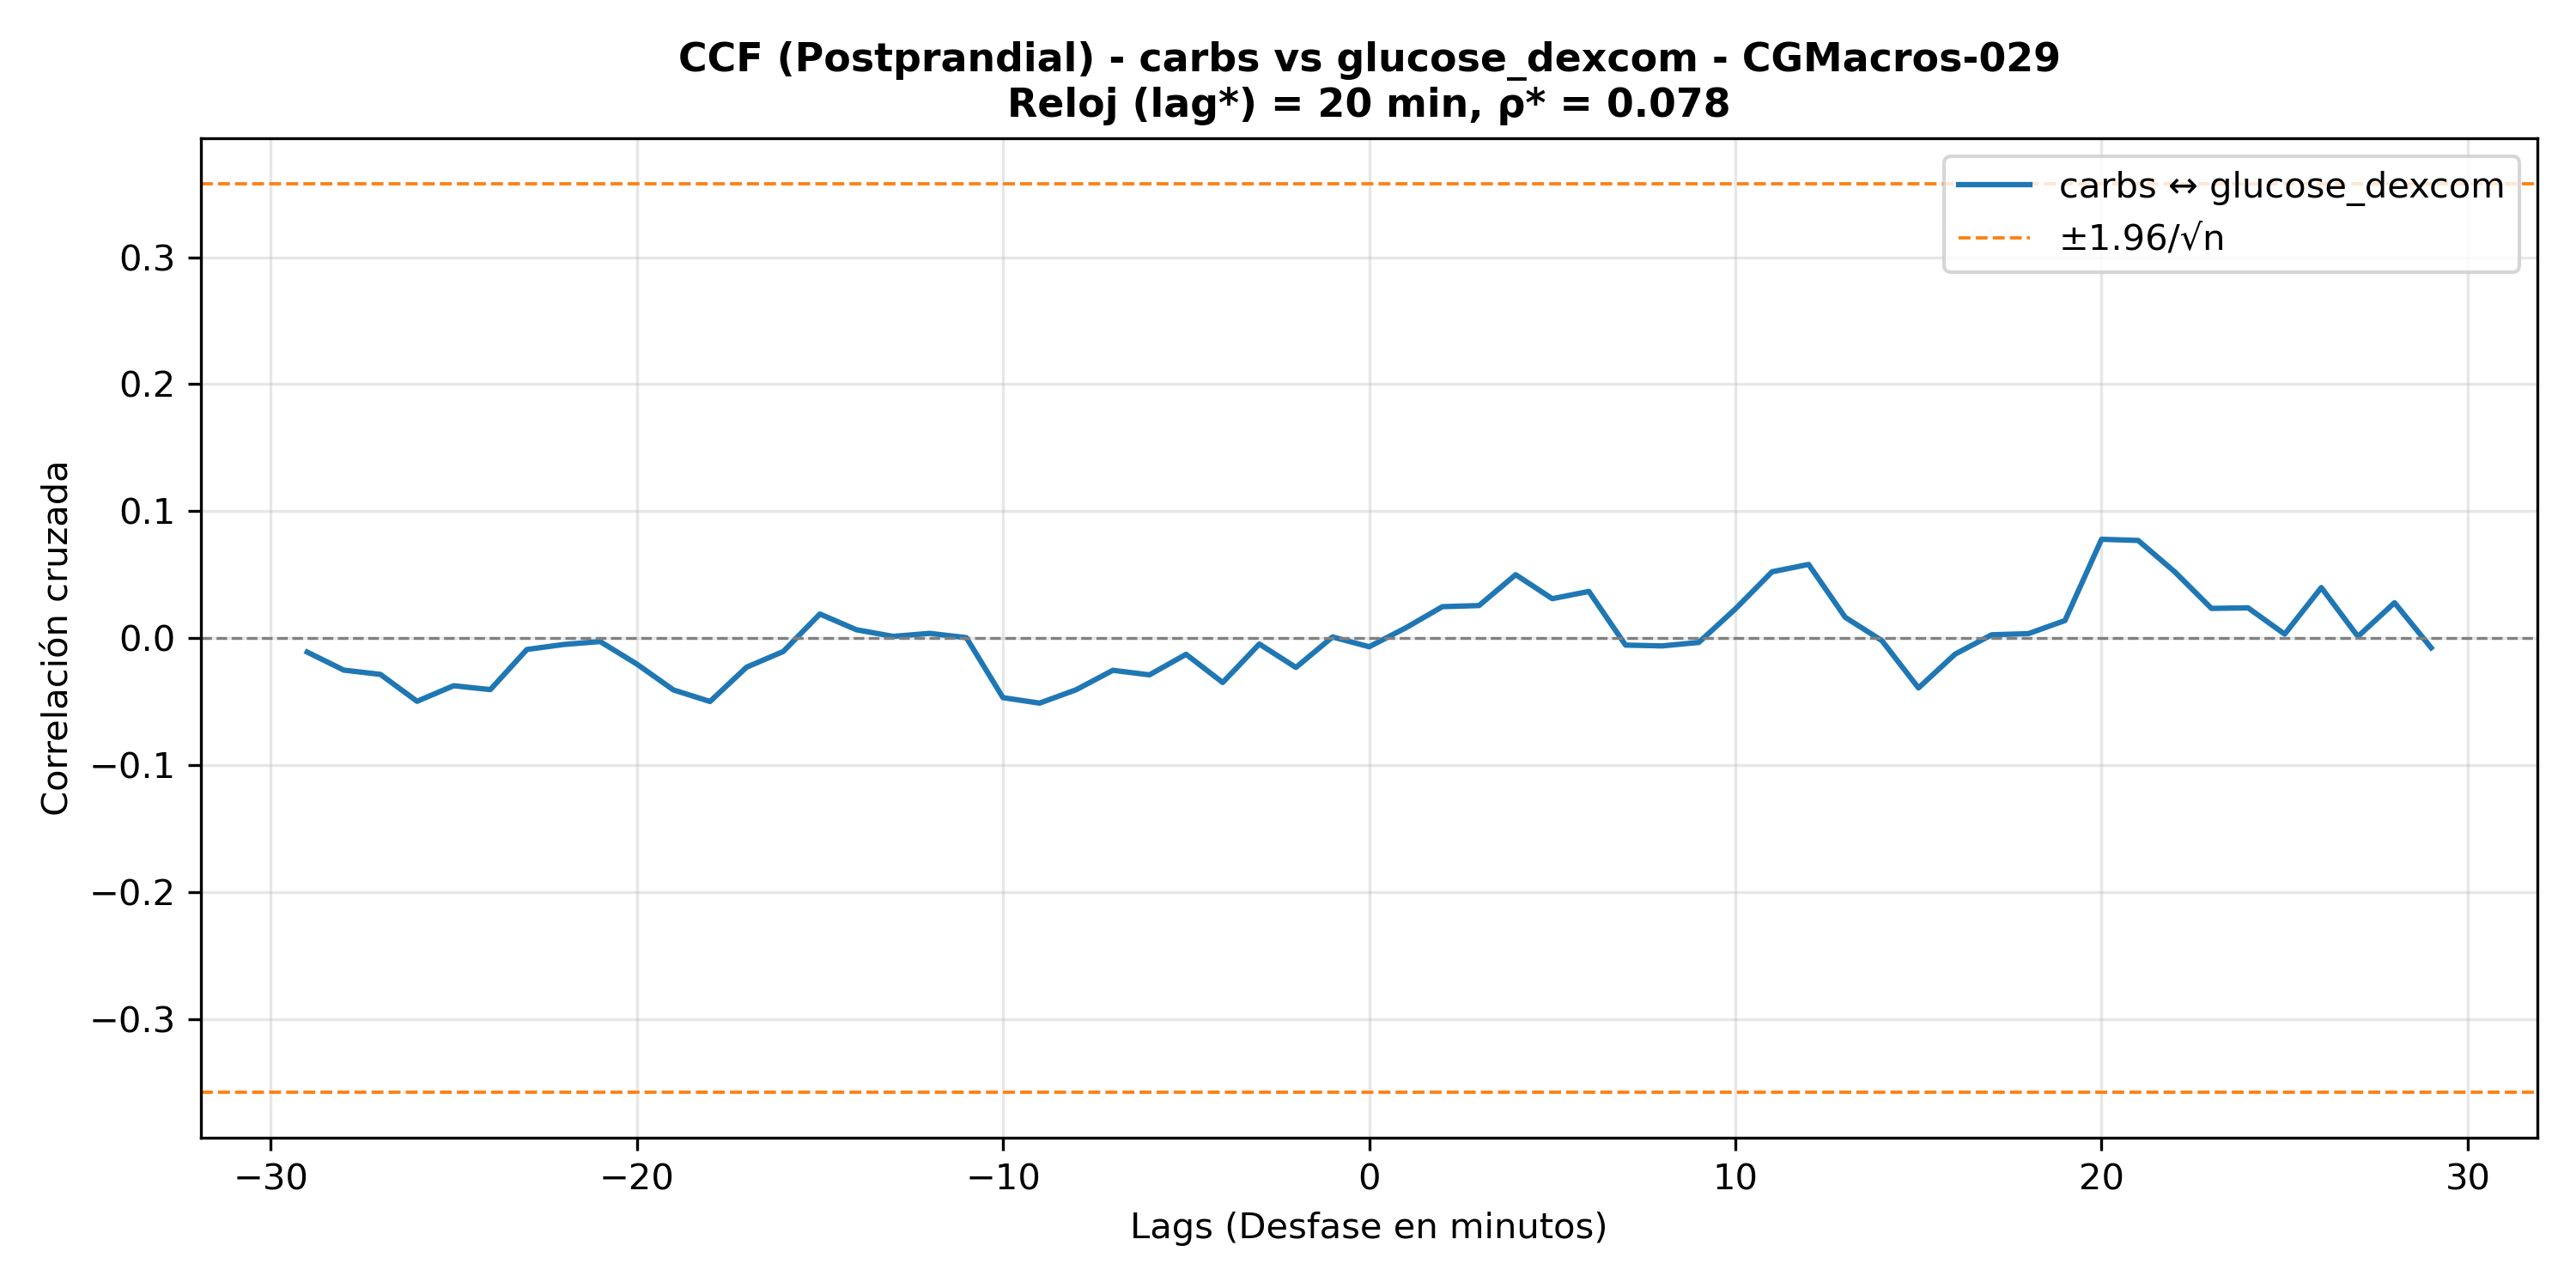 CCF (Postprandial) - carbs vs glucose_dexcom - CGMacros-029
Reloj (lag*) = 20 min, ρ* = 0.078
carbs ↔ glucose_dexcom
±1.96/√n
Correlación cruzada
0.3
0.2
0.1
0.0
−0.1
−0.2
−0.3
−30 −20 −10 0 10 20 30
Lags (Desfase en minutos)